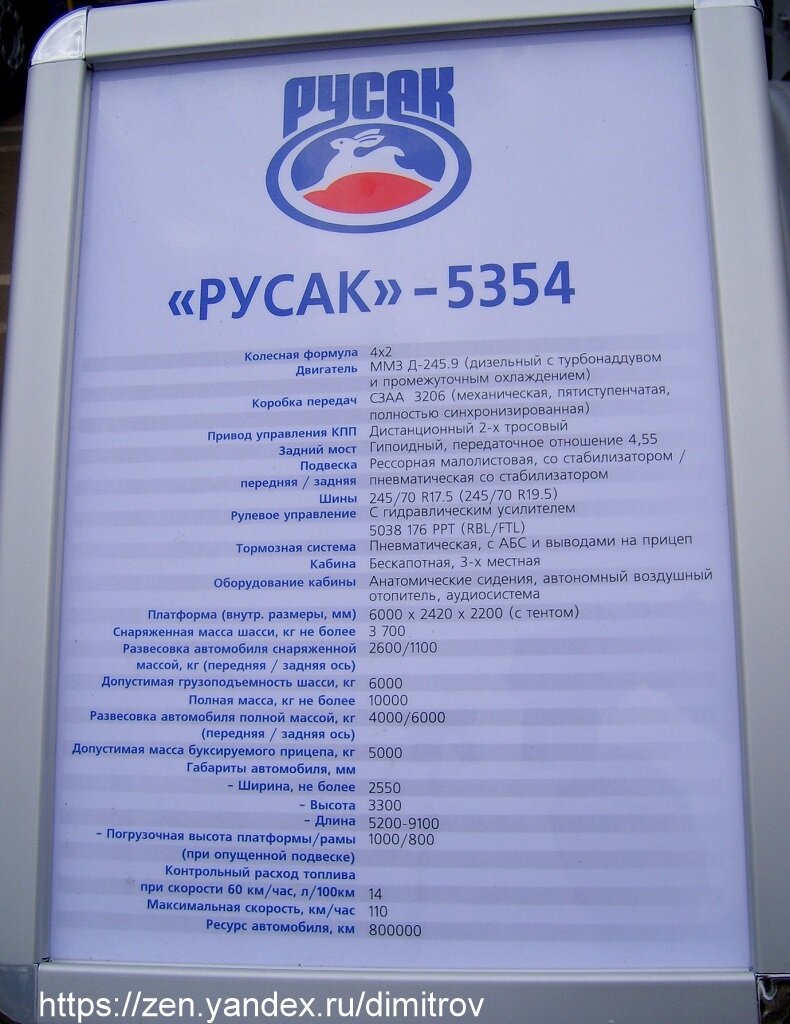 РУСАК
«РУСАК» – 5354
Колесная формула 4х2
Двигатель ММЗ Д-245.9 (дизельный с турбонаддувом
и промежуточным охлаждением)
Коробка передач СЗАА 3206 (механическая, пятиступенчатая,
полностью синхронизированная)
Привод управления КПП Дистанционный 2-х тросовый
Задний мост Гипоидный, передаточное отношение 4,55
Подвеска Рессорная малолистовая, со стабилизатором /
передняя / задняя пневматическая со стабилизатором
Шины 245/70 R17.5 (245/70 R19.5)
Рулевое управление С гидравлическим усилителем
5038 176 PPT (RBL/FTL)
Тормозная система Пневматическая, с АБС и выводами на прицеп
Кабина Бескапотная, 3-х местная
Оборудование кабины Анатомические сидения, автономный воздушный
отопитель, аудиосистема
Платформа (внутр. размеры, мм) 6000 х 2420 х 2200 (с тентом)
Снаряженная масса шасси, кг не более 3 700
Развесовка автомобиля снаряженной 2600/1100
массой, кг (передняя / задняя ось)
Допустимая грузоподъемность шасси, кг 6000
Полная масса, кг не более 10000
Развесовка автомобиля полной массой, кг 4000/6000
(передняя / задняя ось)
Допустимая масса буксируемого прицепа, кг 5000
Габариты автомобиля, мм
– Ширина, не более 2550
– Высота 3300
– Длина 5200-9100
– Погрузочная высота платформы/рамы 1000/800
(при опущенной подвеске)
Контрольный расход топлива
при скорости 60 км/час, л/100км 14
Максимальная скорость, км/час 110
Ресурс автомобиля, км 800000
https://zen.yandex.ru/dimitrov